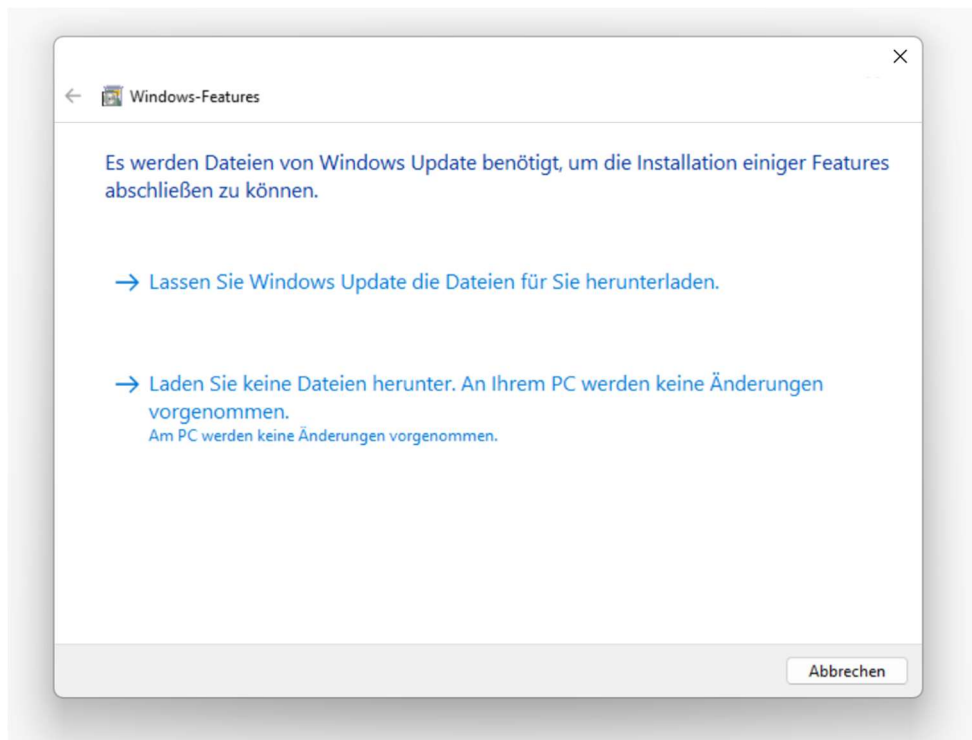 Windows-Features
Es werden Dateien von Windows Update benötigt, um die Installation einiger Features
abschließen zu können.
Lassen Sie Windows Update die Dateien für Sie herunterladen.
Laden Sie keine Dateien herunter. An Ihrem PC werden keine Änderungen
vorgenommen.
Am PC werden keine Änderungen vorgenommen.
Abbrechen